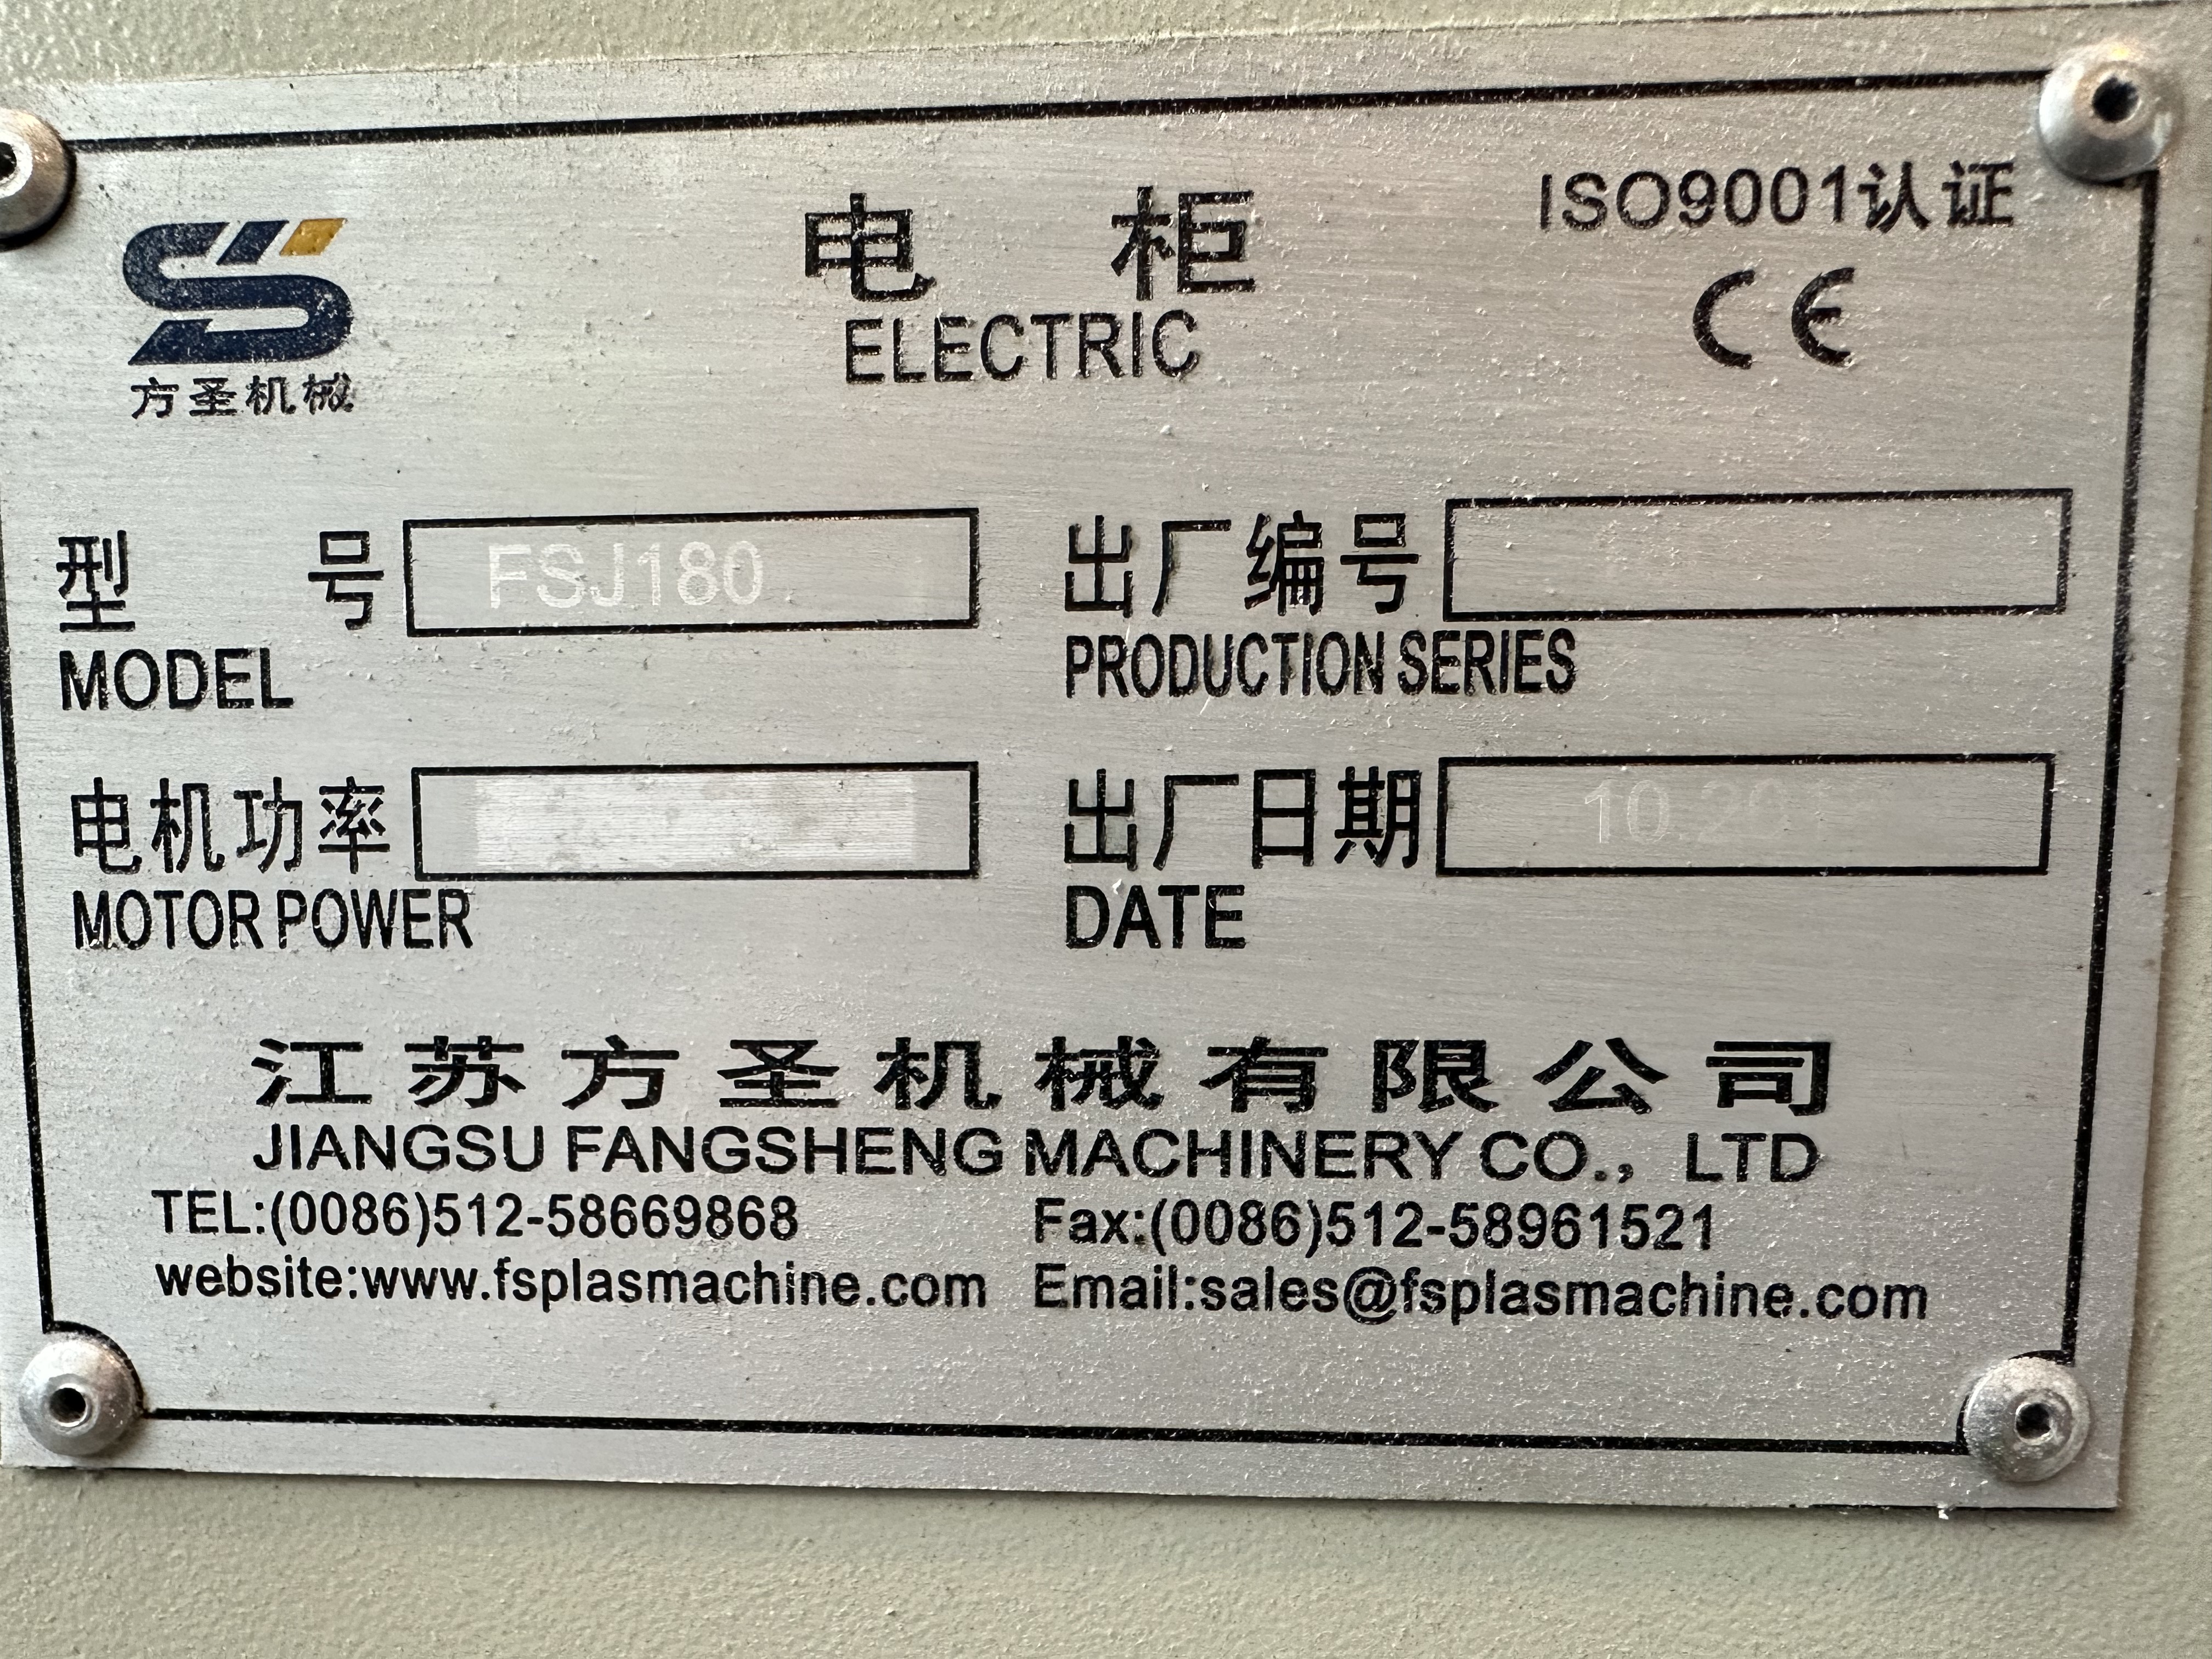 电柜
ELECTRIC
ISO9001认证
CE
方圣机械
型号 FSJ180
MODEL
出厂编号
PRODUCTION SERIES
电机功率
MOTOR POWER
出厂日期 10.20
DATE
江苏方圣机械有限公司
JIANGSU FANGSHENG MACHINERY CO., LTD
TEL:(0086)512-58669868 Fax:(0086)512-58961521
website:www.fsplasmachine.com Email:sales@fsplasmachine.com